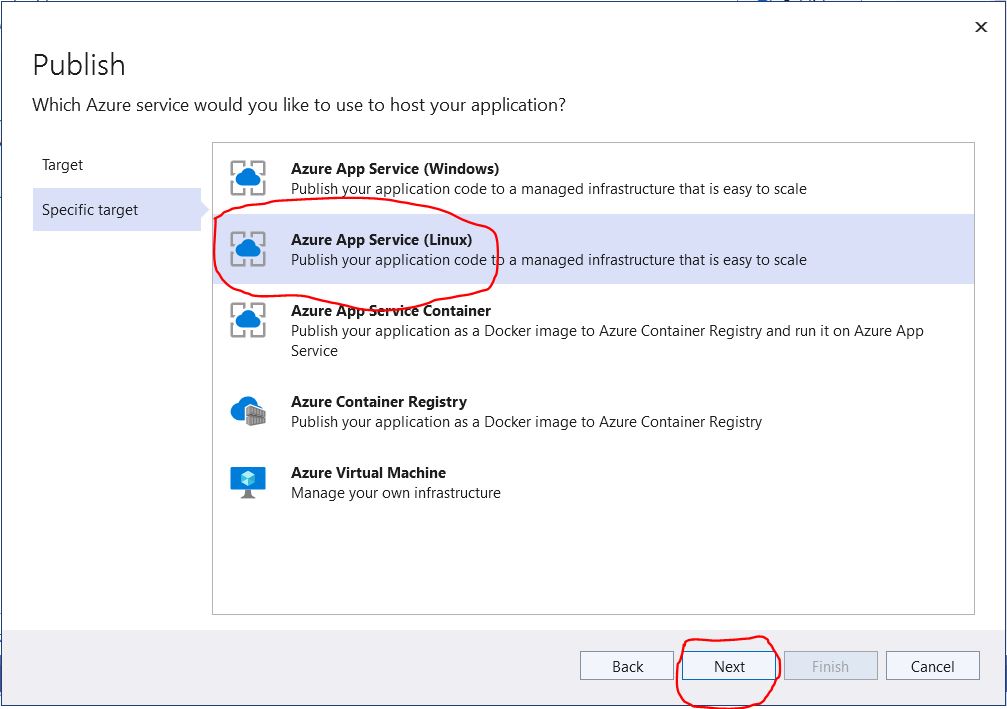 Publish
Which Azure service would you like to use to host your application?
Target
Specific target
Azure App Service (Windows)
Publish your application code to a managed infrastructure that is easy to scale
Azure App Service (Linux)
Publish your application code to a managed infrastructure that is easy to scale
Azure App Service Container
Publish your application as a Docker image to Azure Container Registry and run it on Azure App
Service
Azure Container Registry
Publish your application as a Docker image to Azure Container Registry
Azure Virtual Machine
Manage your own infrastructure
Back
Next
Finish
Cancel